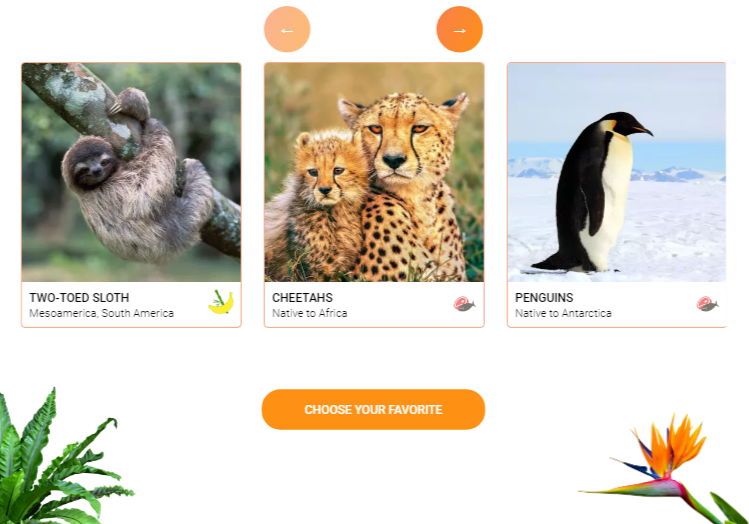 ←
→
TWO-TOED SLOTH
Mesoamerica, South America
CHEETAHS
Native to Africa
PENGUINS
Native to Antarctica
CHOOSE YOUR FAVORITE